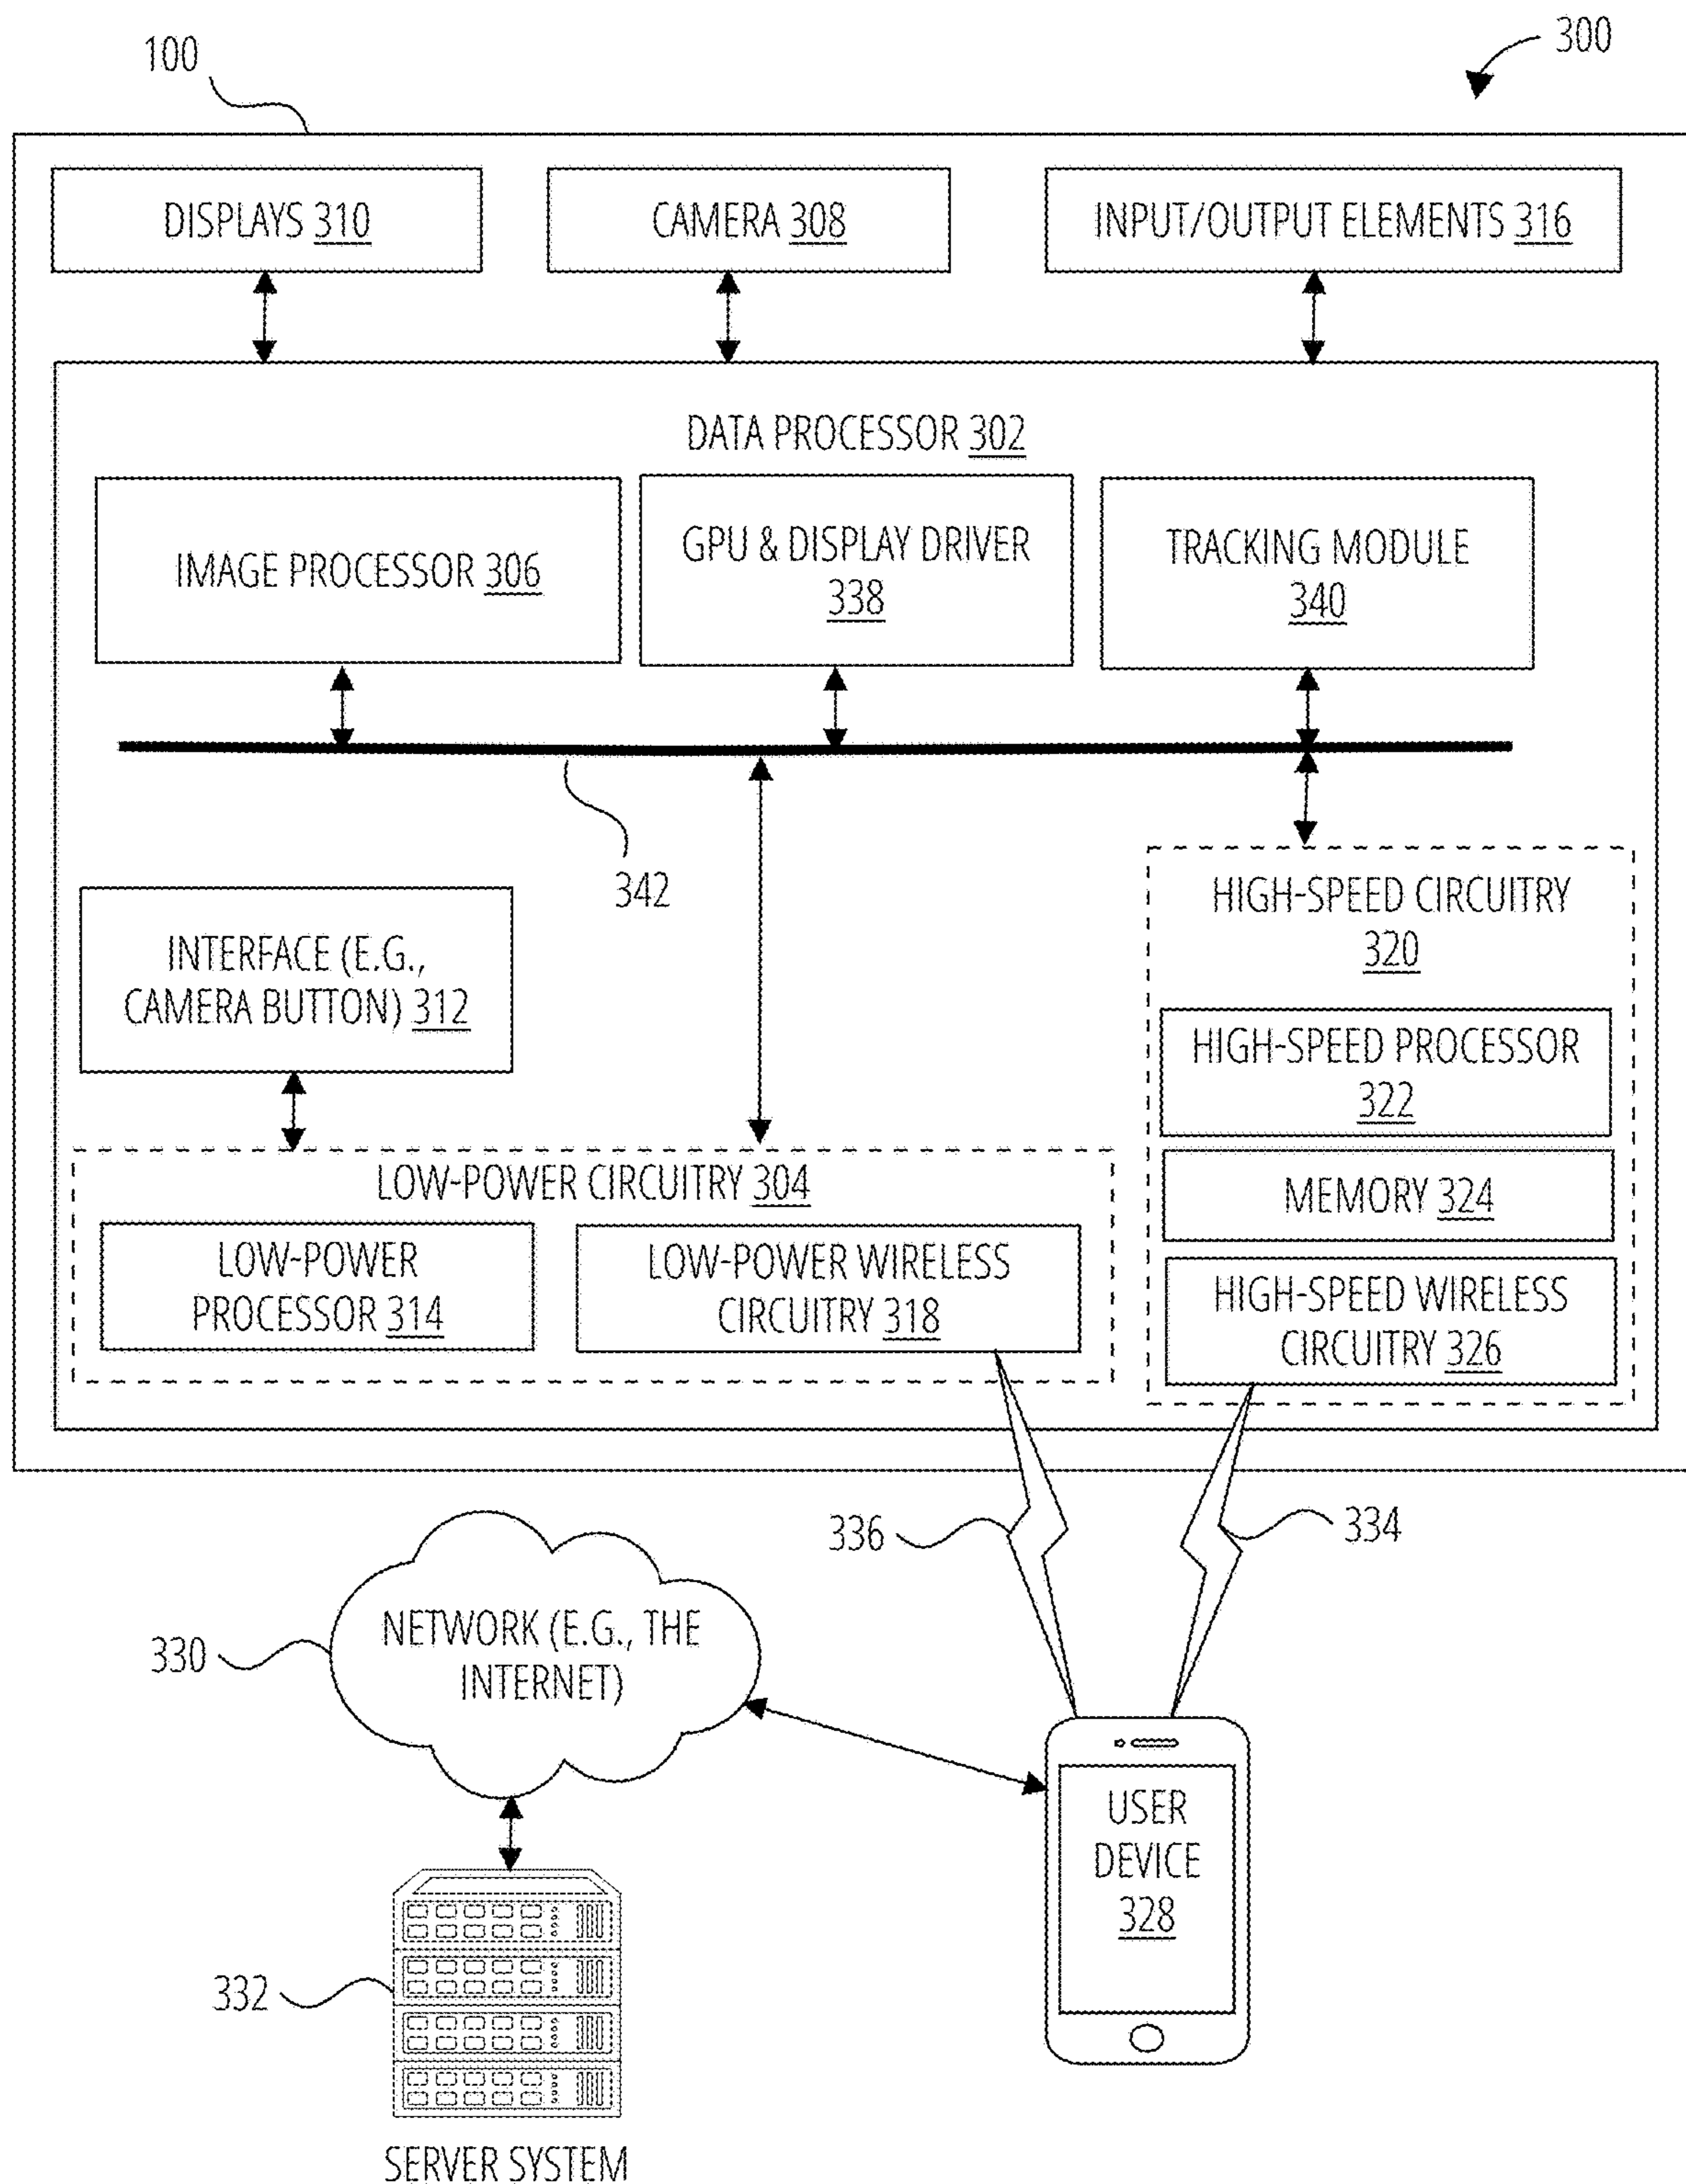 100
300
DISPLAYS 310
CAMERA 308
INPUT/OUTPUT ELEMENTS 316
DATA PROCESSOR 302
IMAGE PROCESSOR 306
GPU & DISPLAY DRIVER
338
TRACKING MODULE
340
342
INTERFACE (E.G.,
CAMERA BUTTON) 312
HIGH-SPEED CIRCUITRY
320
HIGH-SPEED PROCESSOR
322
MEMORY 324
HIGH-SPEED WIRELESS
CIRCUITRY 326
LOW-POWER CIRCUITRY 304
LOW-POWER
PROCESSOR 314
LOW-POWER WIRELESS
CIRCUITRY 318
336
334
330
NETWORK (E.G., THE
INTERNET)
USER
DEVICE
328
332
SERVER SYSTEM